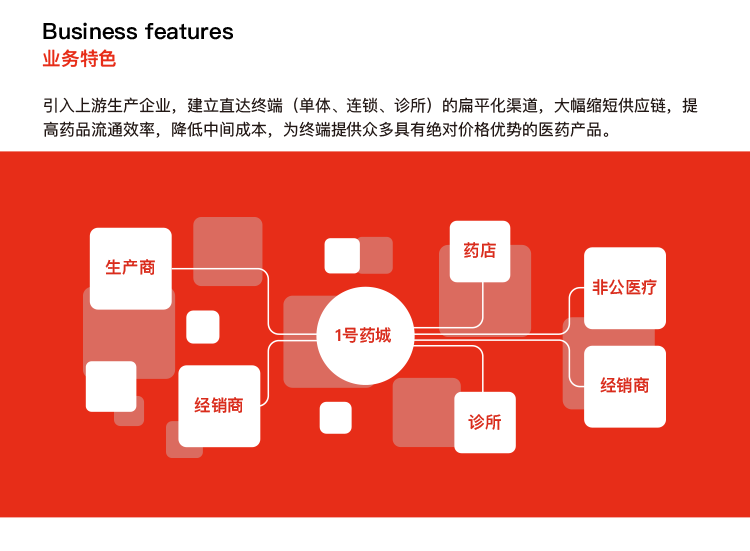 Business features
业务特色
引入上游生产企业，建立直达终端（单体、连锁、诊所）的扁平化渠道，大幅缩短供应链，提
高药品流通效率，降低中间成本，为终端提供众多具有绝对价格优势的医药产品。
药店
生产商
非公医疗
1号药城
经销商
经销商
诊所